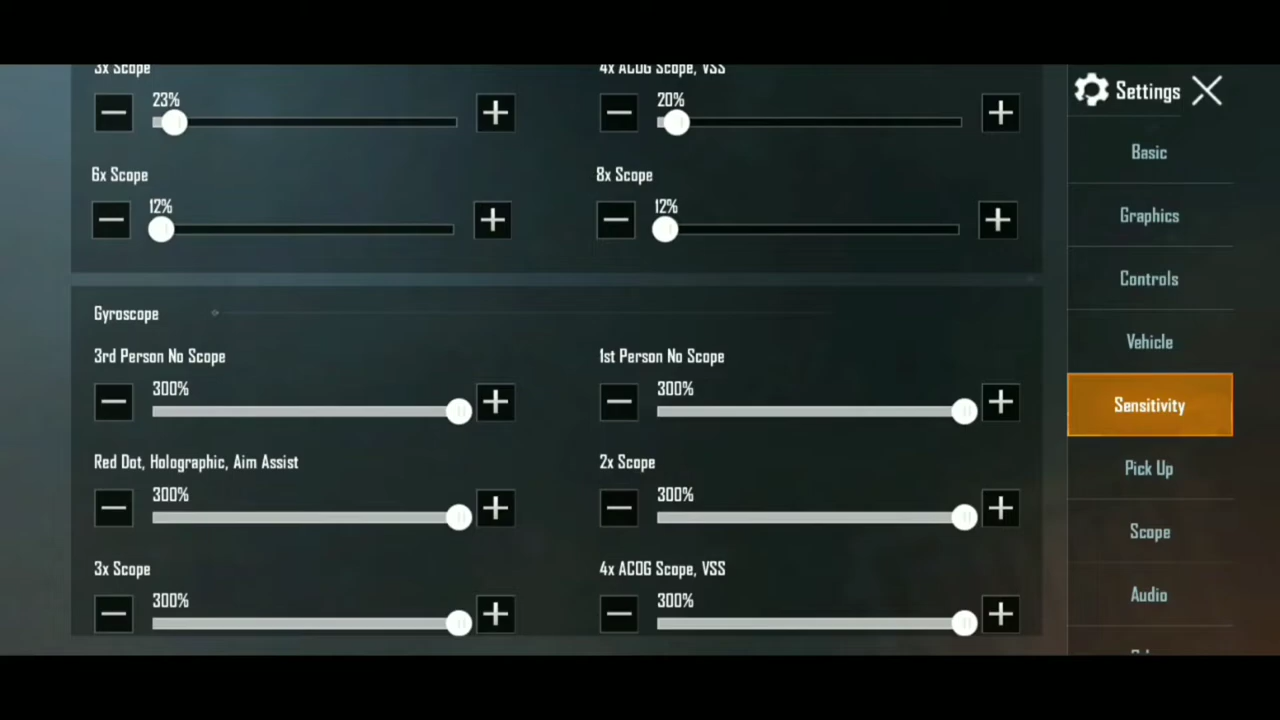 3x Scope 4x ACOG Scope, VSS
23% 20%
6x Scope 8x Scope
12% 12%
Gyroscope
3rd Person No Scope 1st Person No Scope
300% 300%
Red Dot, Holographic, Aim Assist 2x Scope
300% 300%
3x Scope 4x ACOG Scope, VSS
300% 300%
Settings
Basic
Graphics
Controls
Vehicle
Sensitivity
Pick Up
Scope
Audio